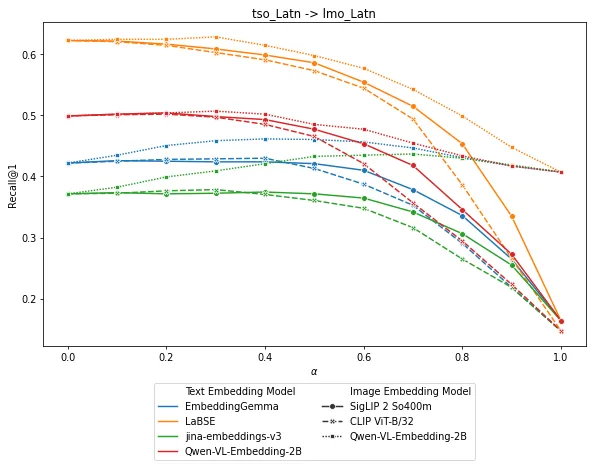 tso_Latn -> lmo_Latn
Recall@1
0.6
0.5
0.4
0.3
0.2
0.0 0.2 0.4 0.6 0.8 1.0
α
Text Embedding Model Image Embedding Model
EmbeddingGemma SigLIP 2 So400m
LaBSE CLIP ViT-B/32
jina-embeddings-v3 Qwen-VL-Embedding-2B
Qwen-VL-Embedding-2B